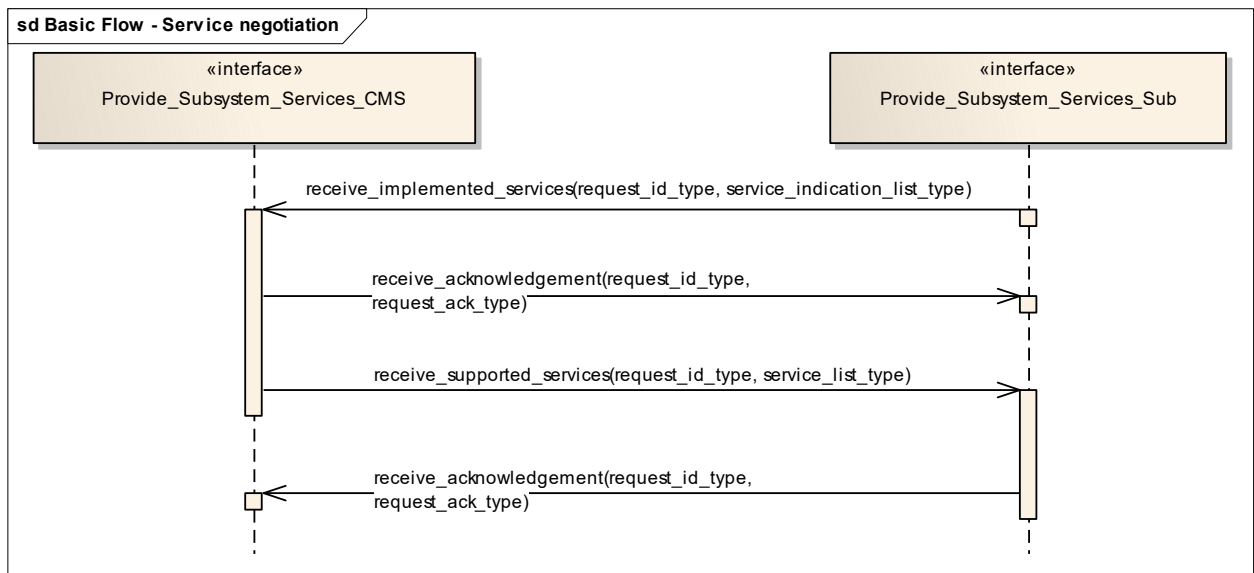 sd Basic Flow - Service negotiation
«interface»
Provide_Subsystem_Services_CMS
«interface»
Provide_Subsystem_Services_Sub
receive_implemented_services(request_id_type, service_indication_list_type)
receive_acknowledgement(request_id_type,
request_ack_type)
receive_supported_services(request_id_type, service_list_type)
receive_acknowledgement(request_id_type,
request_ack_type)